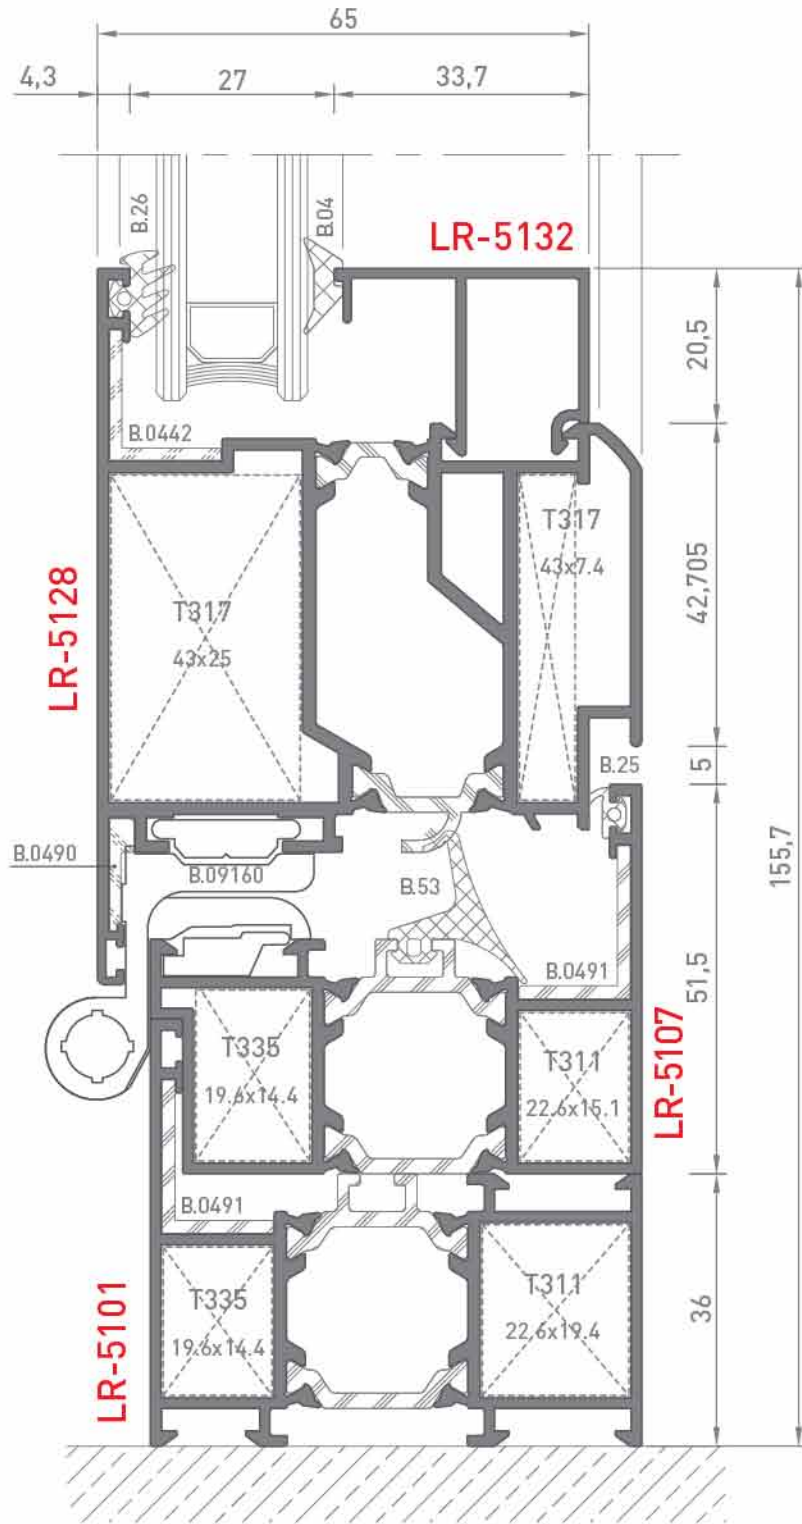 65
4,3
27
33,7
B.26
B.04
LR-5132
20,5
B.0442
T317
43x7.4
42,705
T317
43x25
LR-5128
5
B.25
B.0490
B.09160
B.53
155,7
B.0491
51,5
T335
19.6x14.4
T311
22.6x15.1
LR-5107
B.0491
T335
19.6x14.4
T311
22.6x19.4
LR-5101
36